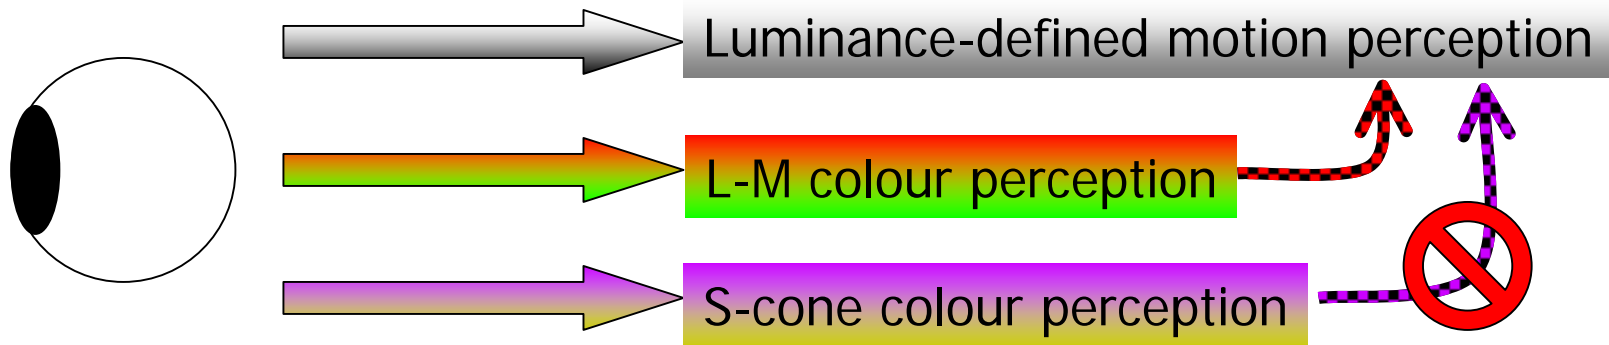 Luminance-defined motion perception
L-M colour perception
S-cone colour perception